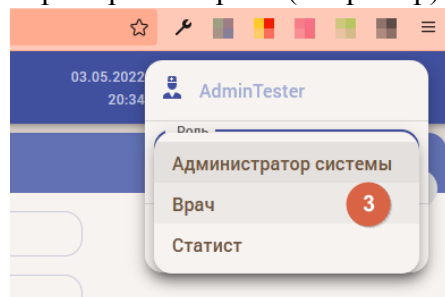 03.05.2022
20:34
AdminTester
Роль
Администратор системы
Врач
3
Статист